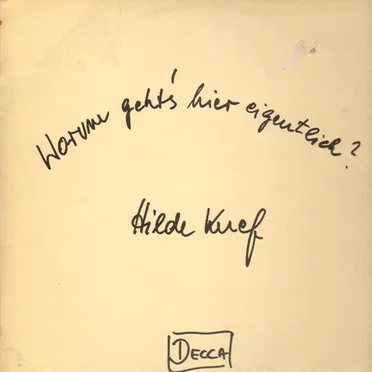 Worum geht's hier eigentlich?
Hilde Knef
DECCA